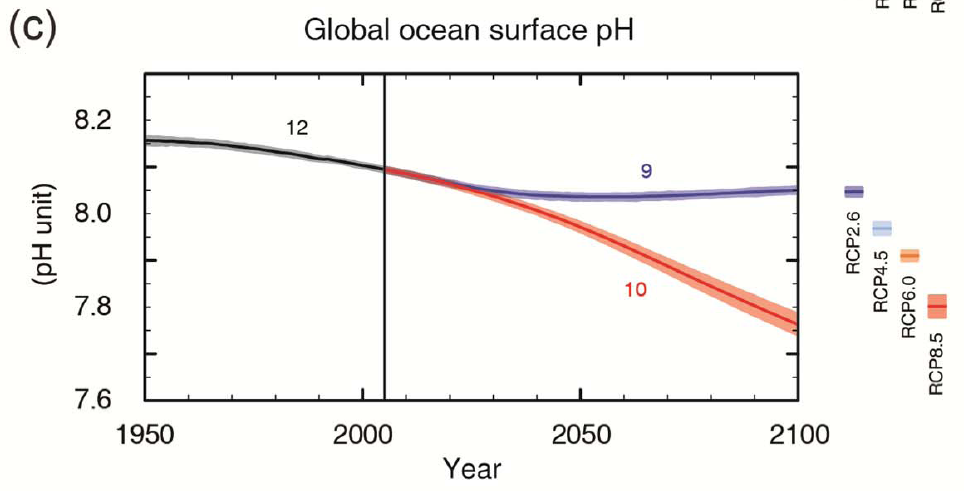 (c)
Global ocean surface pH
8.2
8.0
7.8
7.6
(pH unit)
12
9
10
1950
2000
2050
2100
Year
RCP2.6
RCP4.5
RCP6.0
RCP8.5